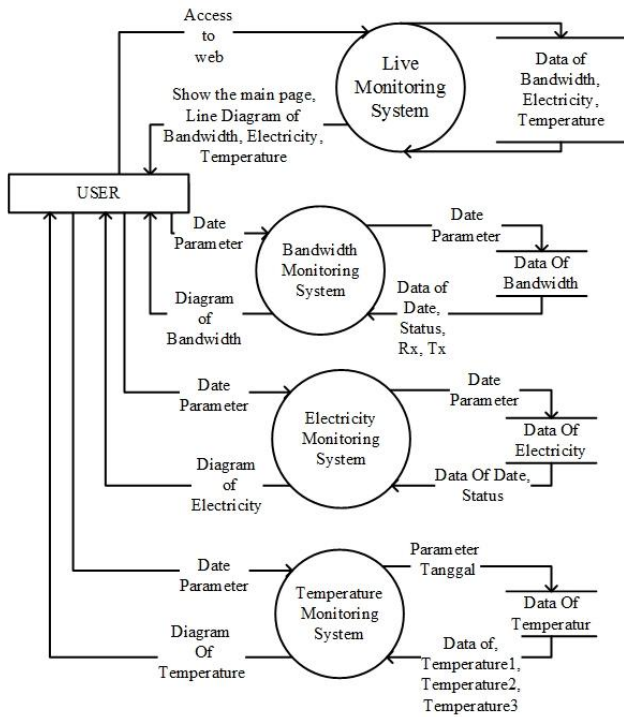 Access
to
web
Live
Monitoring
System
Data of
Bandwidth,
Electricity,
Temperature
Show the main page,
Line Diagram of
Bandwidth, Electricity,
Temperature
USER
Date
Parameter
Bandwidth
Monitoring
System
Date
Parameter
Data Of
Bandwidth
Diagram
of
Bandwidth
Data of
Date,
Status,
Rx, Tx
Date
Parameter
Electricity
Monitoring
System
Date
Parameter
Data Of
Electricity
Diagram
of
Electricity
Data Of Date,
Status
Date
Parameter
Temperature
Monitoring
System
Parameter
Tanggal
Data Of
Temperatur
Diagram
Of
Temperature
Data of,
Temperature1,
Temperature2,
Temperature3